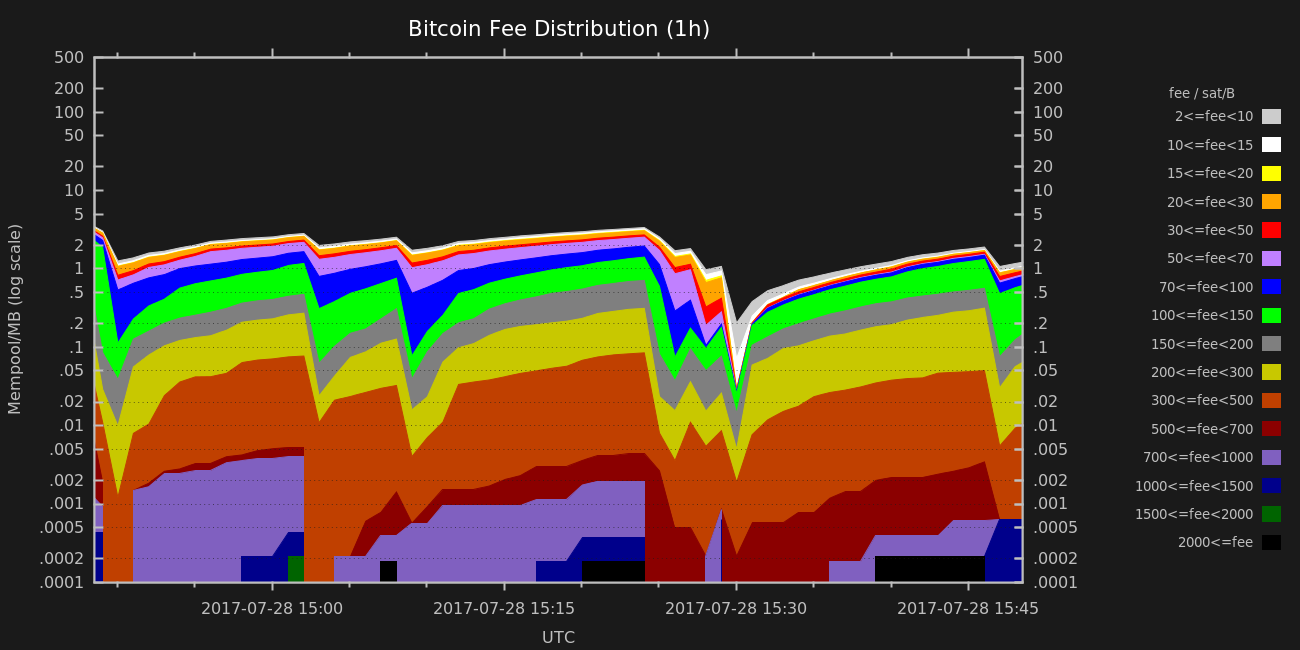 Bitcoin Fee Distribution (1h)
500 500
200 200
100 100
50 50
20 20
10 10
5 5
2 2
1 1
.5 .5
.2 .2
.1 .1
.05 .05
.02 .02
.01 .01
.005 .005
.002 .002
.001 .001
.0005 .0005
.0002 .0002
.0001 .0001
Mempool/MB (log scale)
2017-07-28 15:00 2017-07-28 15:15 2017-07-28 15:30 2017-07-28 15:45
UTC
fee / sat/B
2<=fee<10
10<=fee<15
15<=fee<20
20<=fee<30
30<=fee<50
50<=fee<70
70<=fee<100
100<=fee<150
150<=fee<200
200<=fee<300
300<=fee<500
500<=fee<700
700<=fee<1000
1000<=fee<1500
1500<=fee<2000
2000<=fee